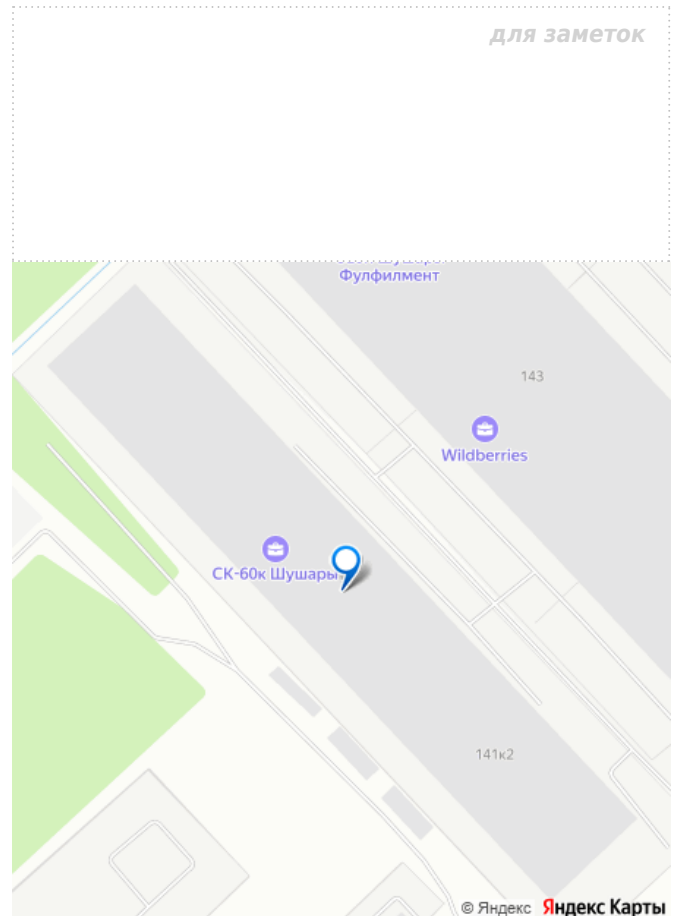 для заметок
Фулфилмент
143
Wildberries
СК-60к Шушары
141к2
© Яндекс Яндекс Карты